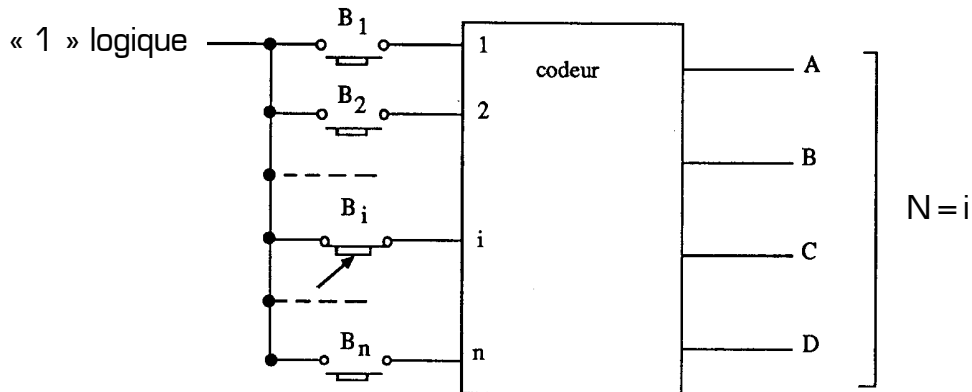 « 1 » logique
B1
1
codeur
A
B2
2
B
N = i
Bi
i
C
Bn
n
D